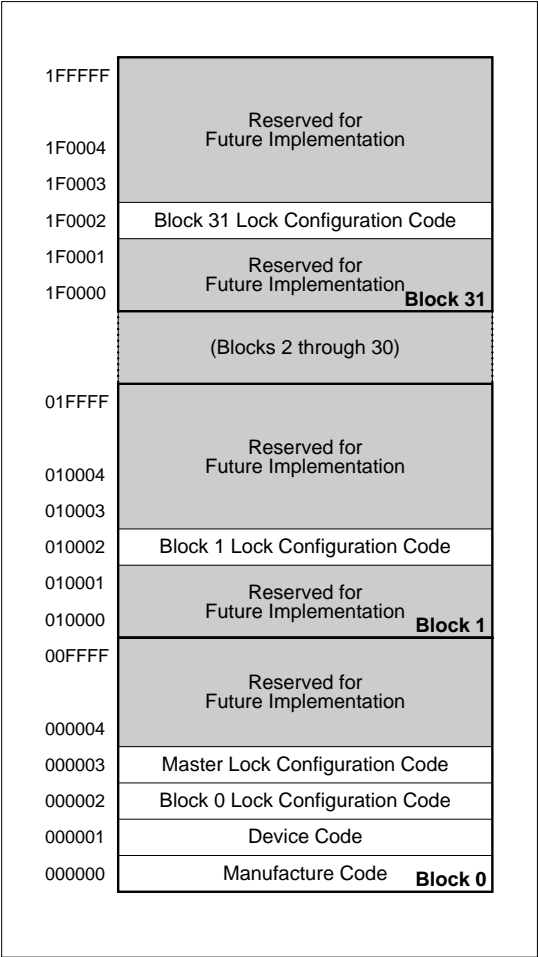 1FFFFF
Reserved for
Future Implementation
1F0004
1F0003
1F0002 Block 31 Lock Configuration Code
1F0001
Reserved for
Future Implementation
1F0000
Block 31
(Blocks 2 through 30)
01FFFF
Reserved for
Future Implementation
010004
010003
010002 Block 1 Lock Configuration Code
010001
Reserved for
Future Implementation
010000
Block 1
00FFFF
Reserved for
Future Implementation
000004
000003 Master Lock Configuration Code
000002 Block 0 Lock Configuration Code
000001 Device Code
000000 Manufacture Code Block 0